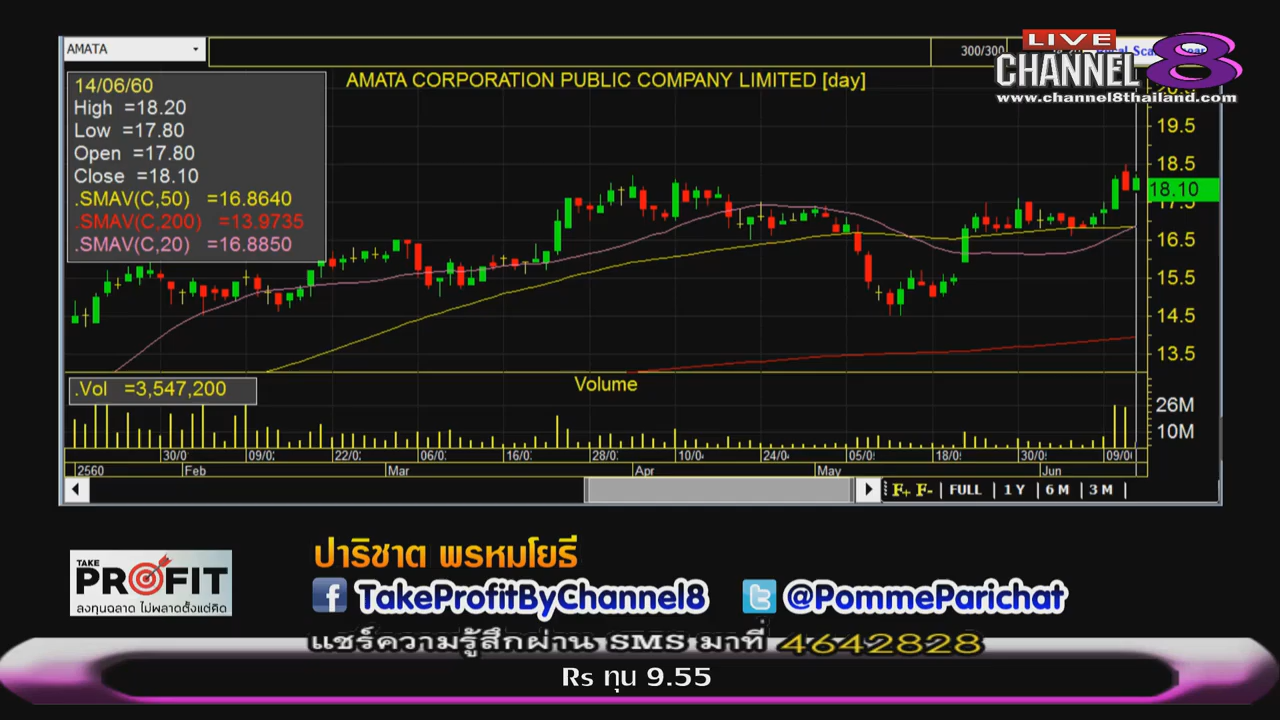 AMATA
300/300
LIVE
CHANNEL 8
www.channel8thailand.com
14/06/60
High =18.20
Low =17.80
Open =17.80
Close =18.10
.SMAV(C,50) =16.8640
.SMAV(C,200) =13.9735
.SMAV(C,20) =16.8850
AMATA CORPORATION PUBLIC COMPANY LIMITED [day]
19.5
18.5
18.10
17.5
16.5
15.5
14.5
13.5
.Vol =3,547,200
Volume
26M
10M
30/0 09/0 22/0 06/0 16/0 28/0 10/0 24/0 05/0 18/0 30/0 09/0
2560 Feb Mar Apr May Jun
F+ F- FULL 1 Y 6 M 3 M
TAKE
PROFIT
ลงทุนฉลาด ไม่พลาดตั้งแต่คิด
ปาริชาต พรหมโยธี
TakeProfitByChannel8 @PommeParichat
แชร์ความรู้สึกผ่าน SMS มาที่ 4642828
Rs ทุน 9.55